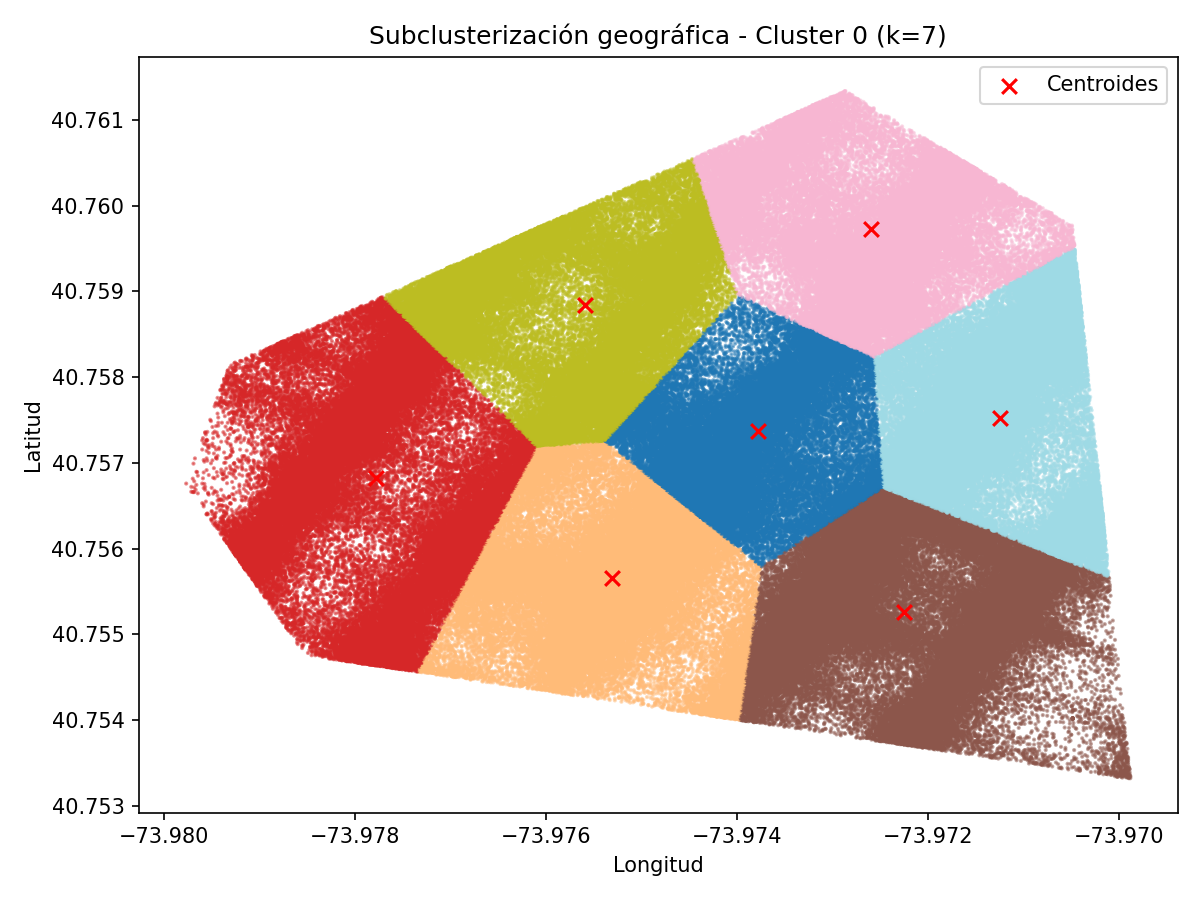 Subclusterización geográfica - Cluster 0 (k=7)
Centroides
40.761
40.760
40.759
40.758
40.757
40.756
40.755
40.754
40.753
Latitud
−73.980 −73.978 −73.976 −73.974 −73.972 −73.970
Longitud